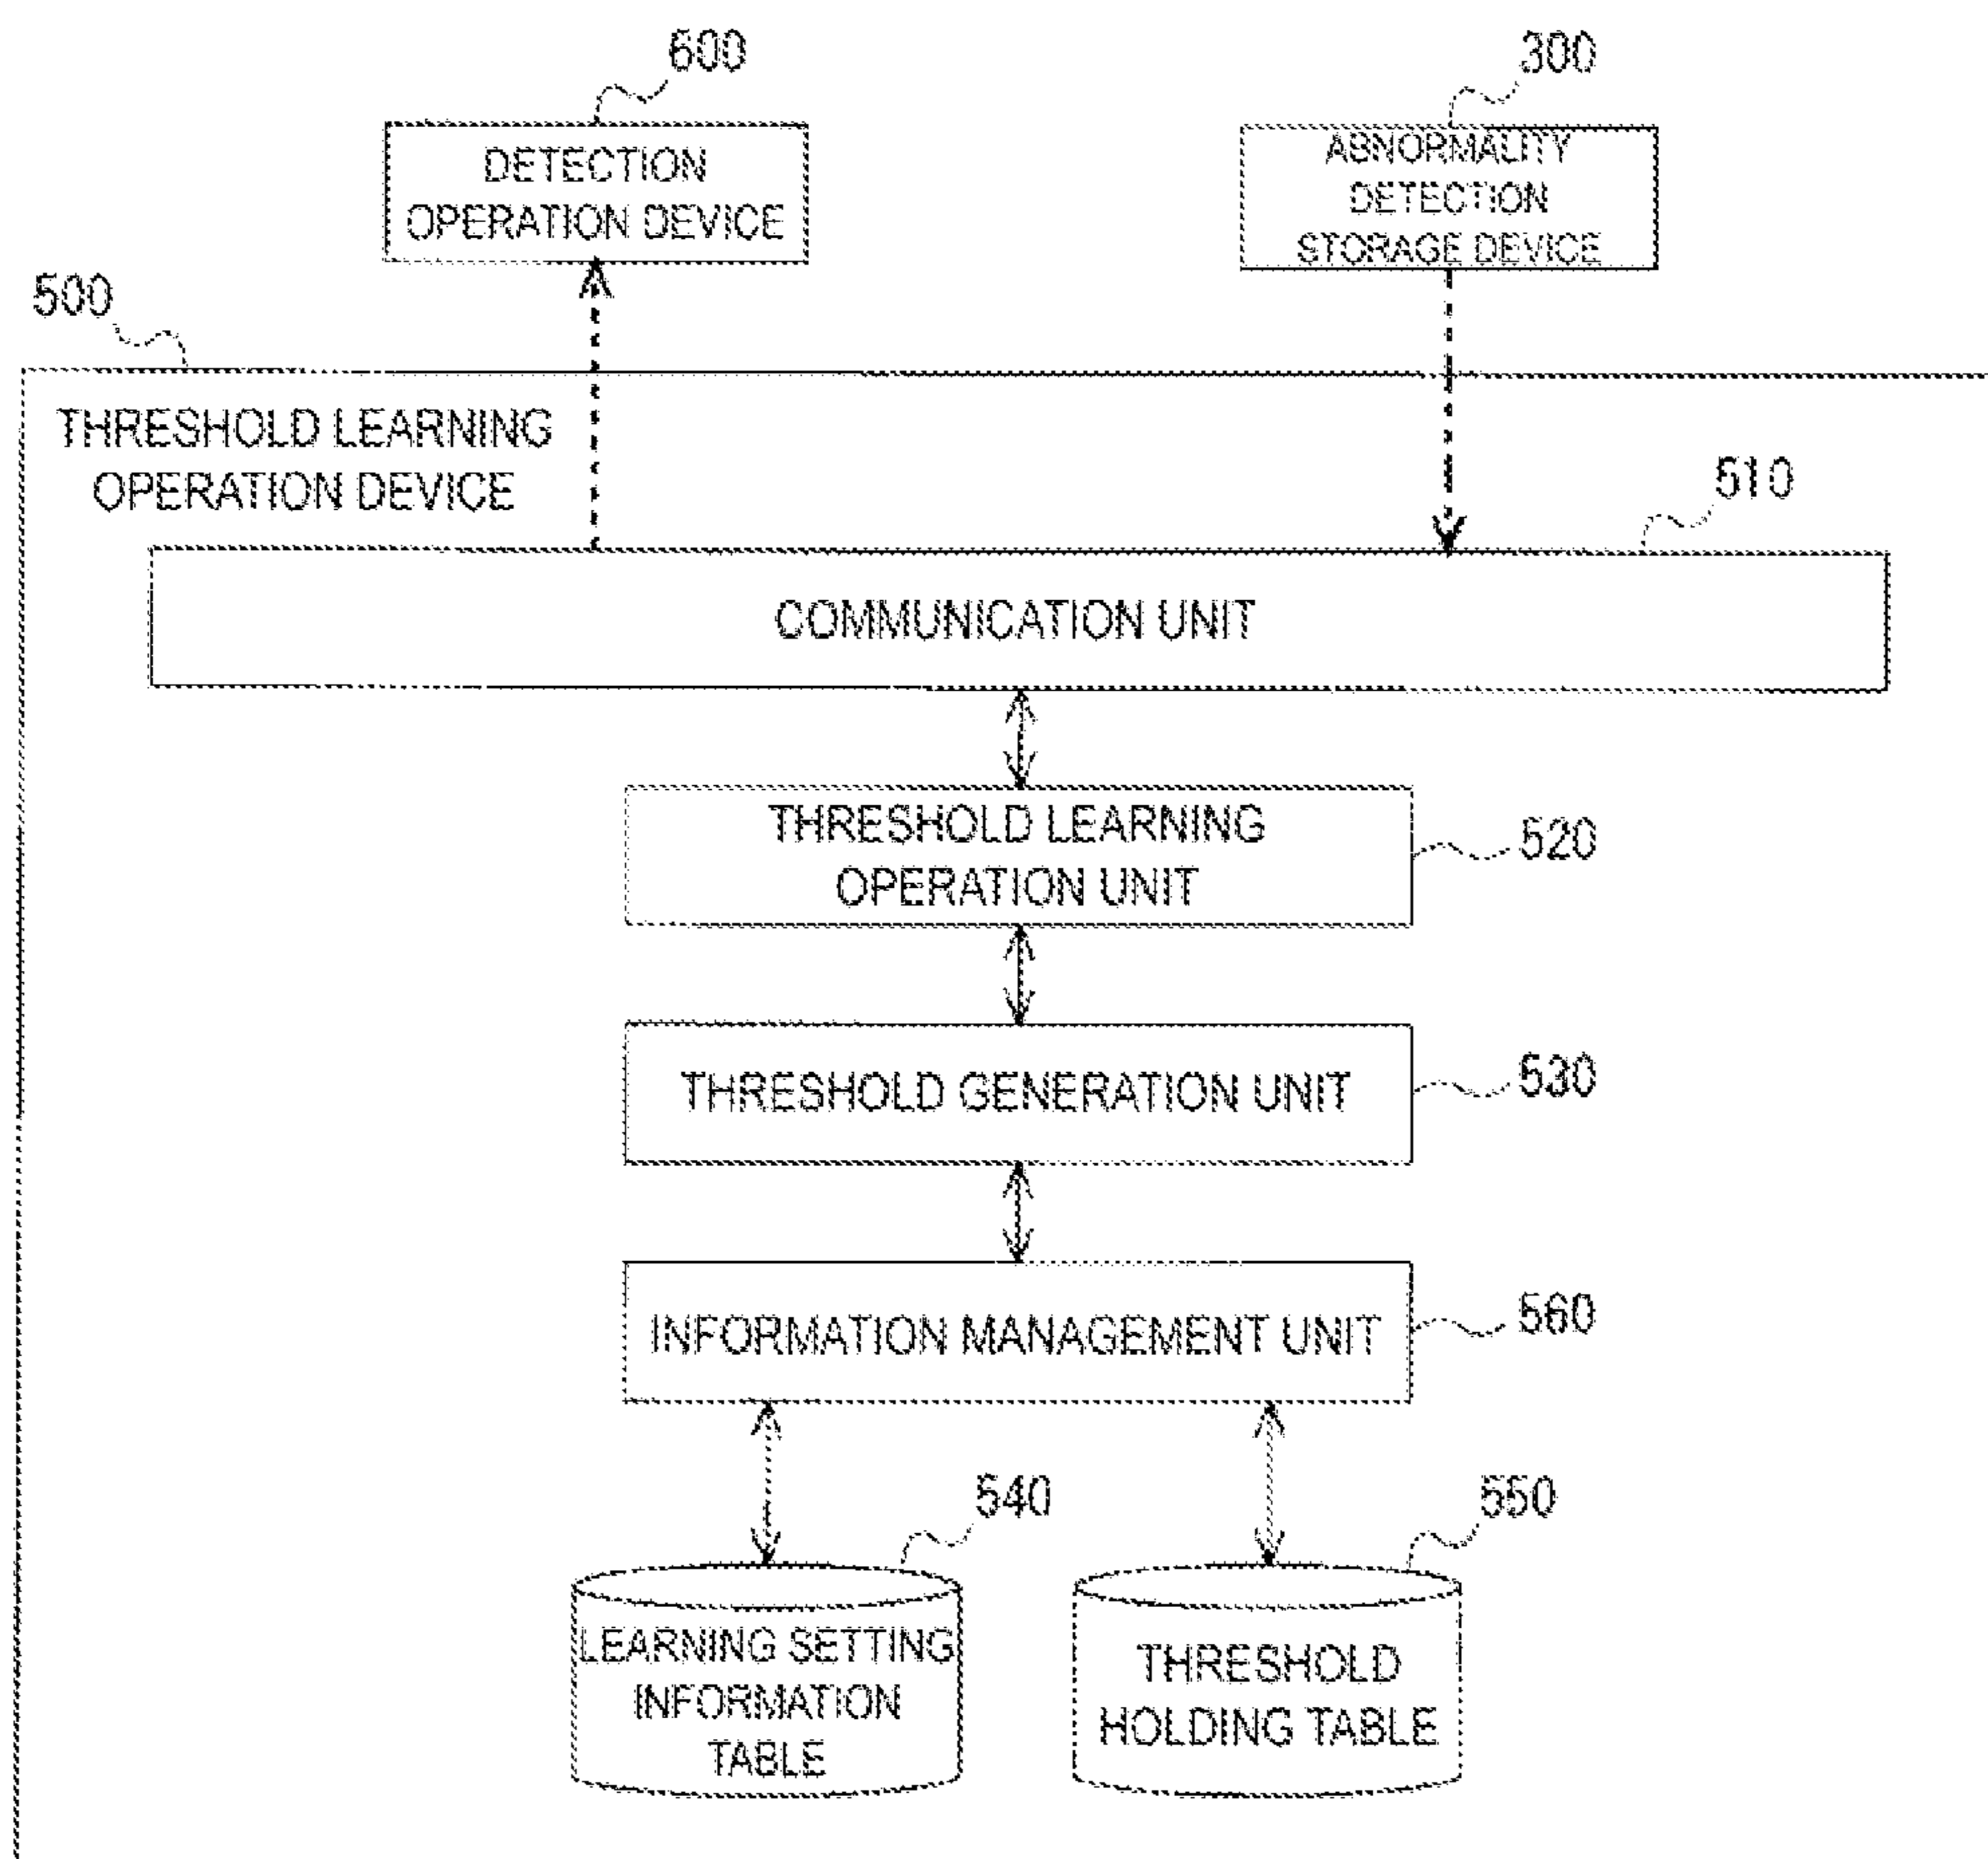 600
300
DETECTION
OPERATION DEVICE
ABNORMALITY
DETECTION
STORAGE DEVICE
500
THRESHOLD LEARNING
OPERATION DEVICE
510
COMMUNICATION UNIT
THRESHOLD LEARNING
OPERATION UNIT
520
THRESHOLD GENERATION UNIT
530
INFORMATION MANAGEMENT UNIT
560
540
550
LEARNING SETTING
INFORMATION
TABLE
THRESHOLD
HOLDING TABLE